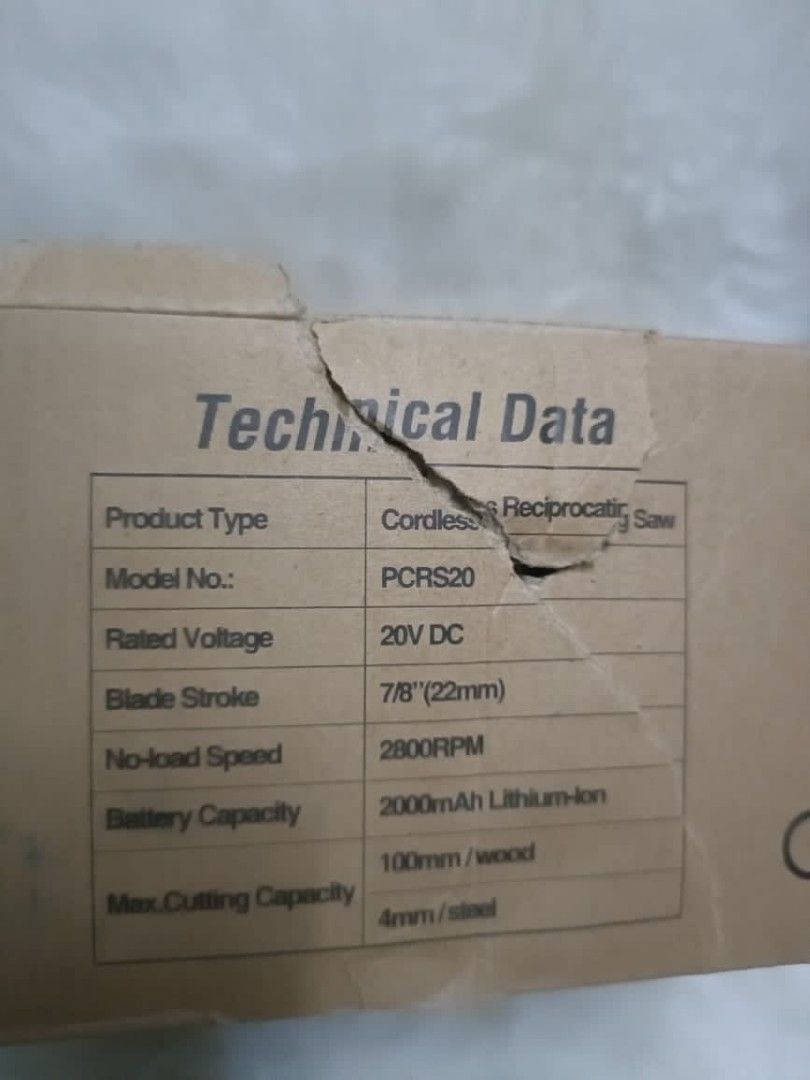 Technical Data
Product Type Cordless Reciprocating Saw
Model No.: PCRS20
Rated Voltage 20V DC
Blade Stroke 7/8"(22mm)
No-load Speed 2800RPM
Battery Capacity 2000mAh Lithium-Ion
Max.Cutting Capacity 100mm / wood
4mm / steel